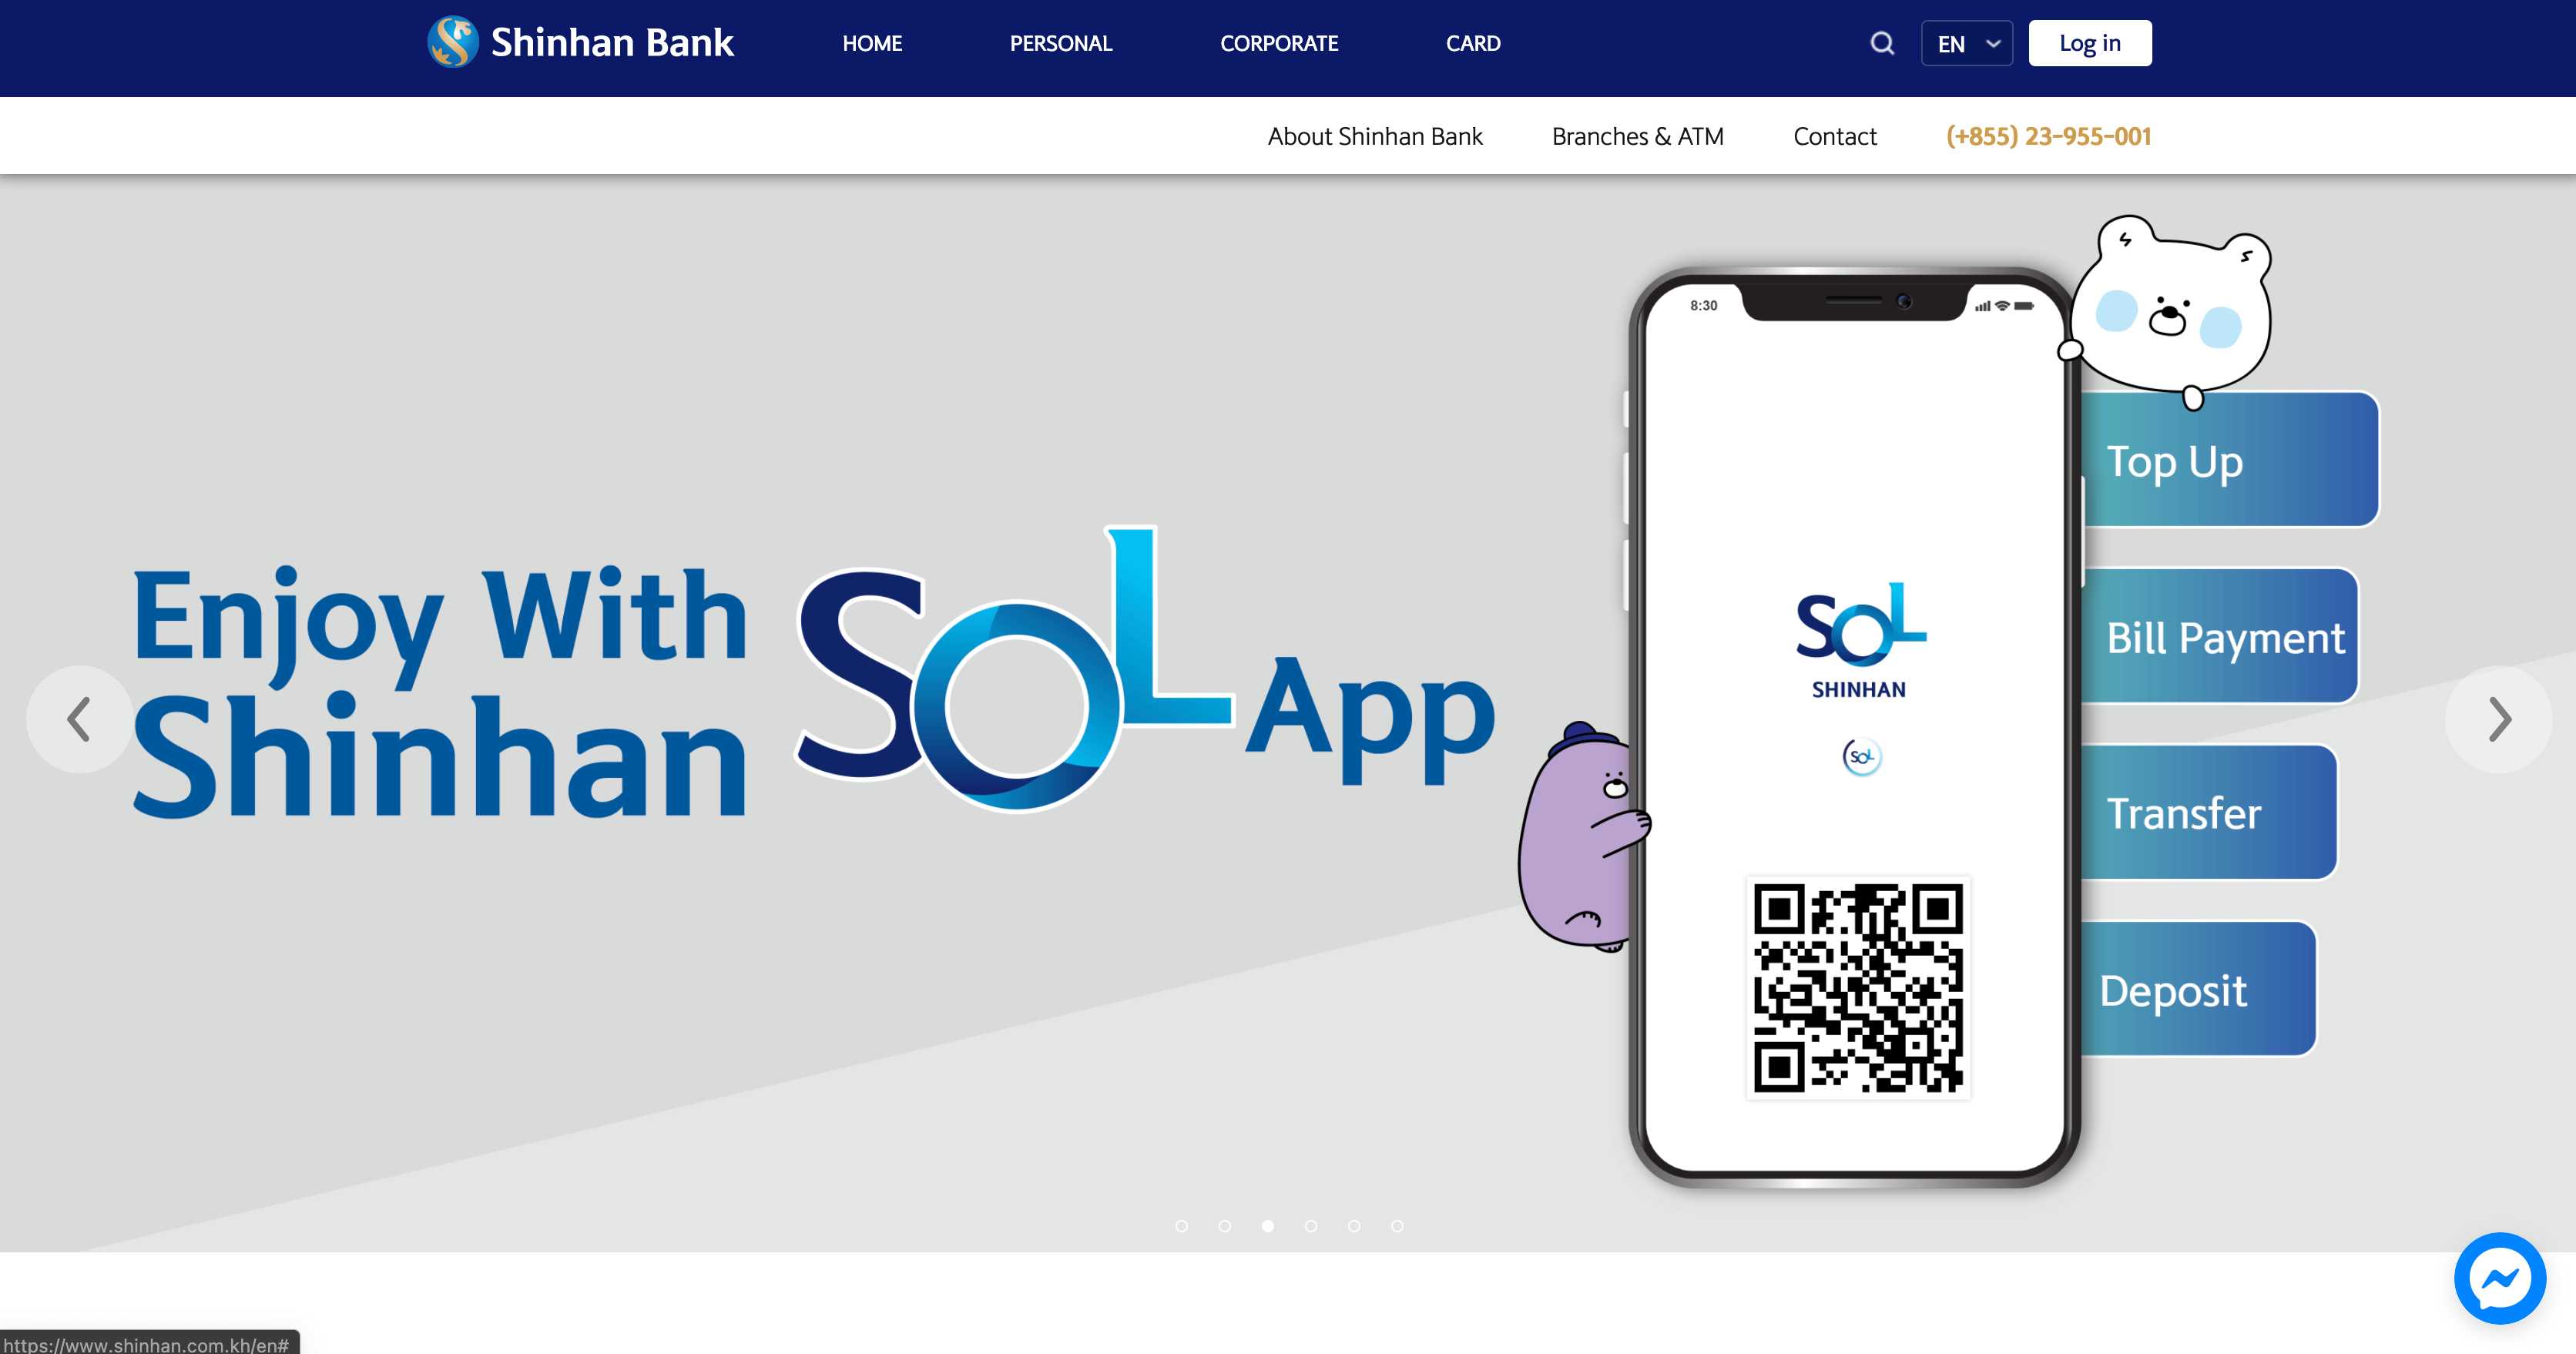 Shinhan Bank
HOME
PERSONAL
CORPORATE
CARD
EN
Log in
About Shinhan Bank
Branches & ATM
Contact
(+855) 23-955-001
Enjoy With
Shinhan SOL App
8:30
SOL
SHINHAN
SOL
Top Up
Bill Payment
Transfer
Deposit
https://www.shinhan.com.kh/en#